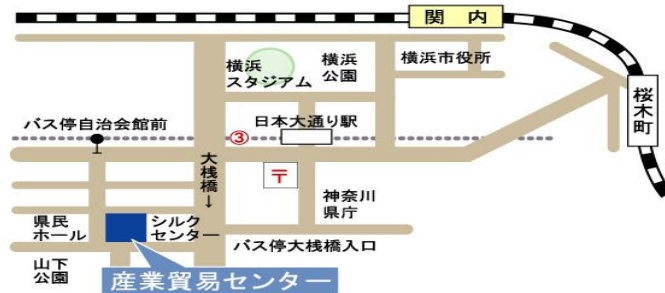 関内
桜木町
横浜
スタジアム
横浜
公園
横浜市役所
バス停自治会館前
③
日本大通り駅
大桟橋↓
〒
神奈川
県庁
県民
ホール
シルク
センター
バス停大桟橋入口
山下
公園
産業貿易センター